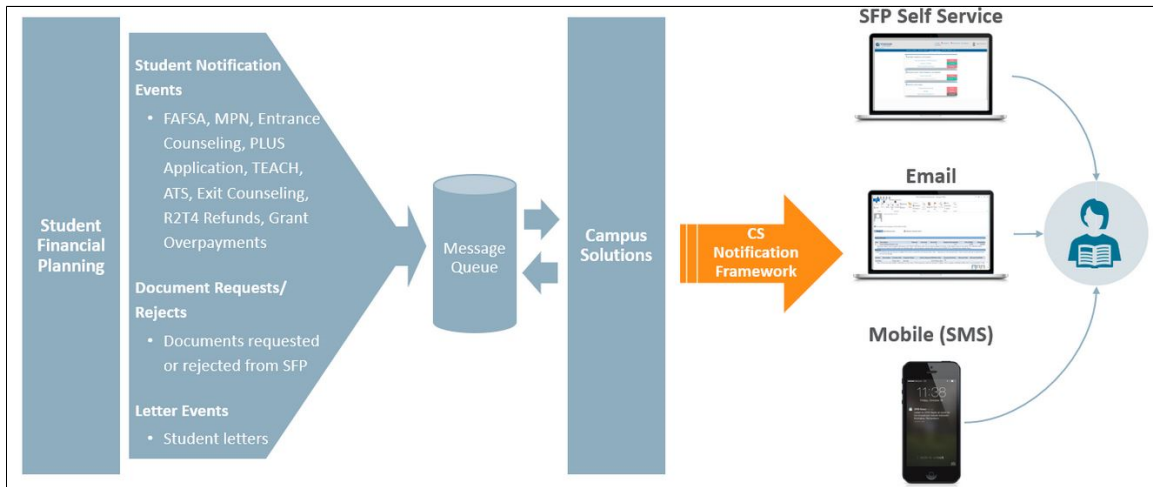 Student
Financial
Planning
Student Notification
Events
• FAFSA, MPN, Entrance
Counseling, PLUS
Application, TEACH,
ATS, Exit Counseling,
R2T4 Refunds, Grant
Overpayments
Document Requests/
Rejects
• Documents requested
or rejected from SFP
Letter Events
• Student letters
Message
Queue
Campus
Solutions
CS
Notification
Framework
SFP Self Service
Email
Mobile (SMS)
11:38